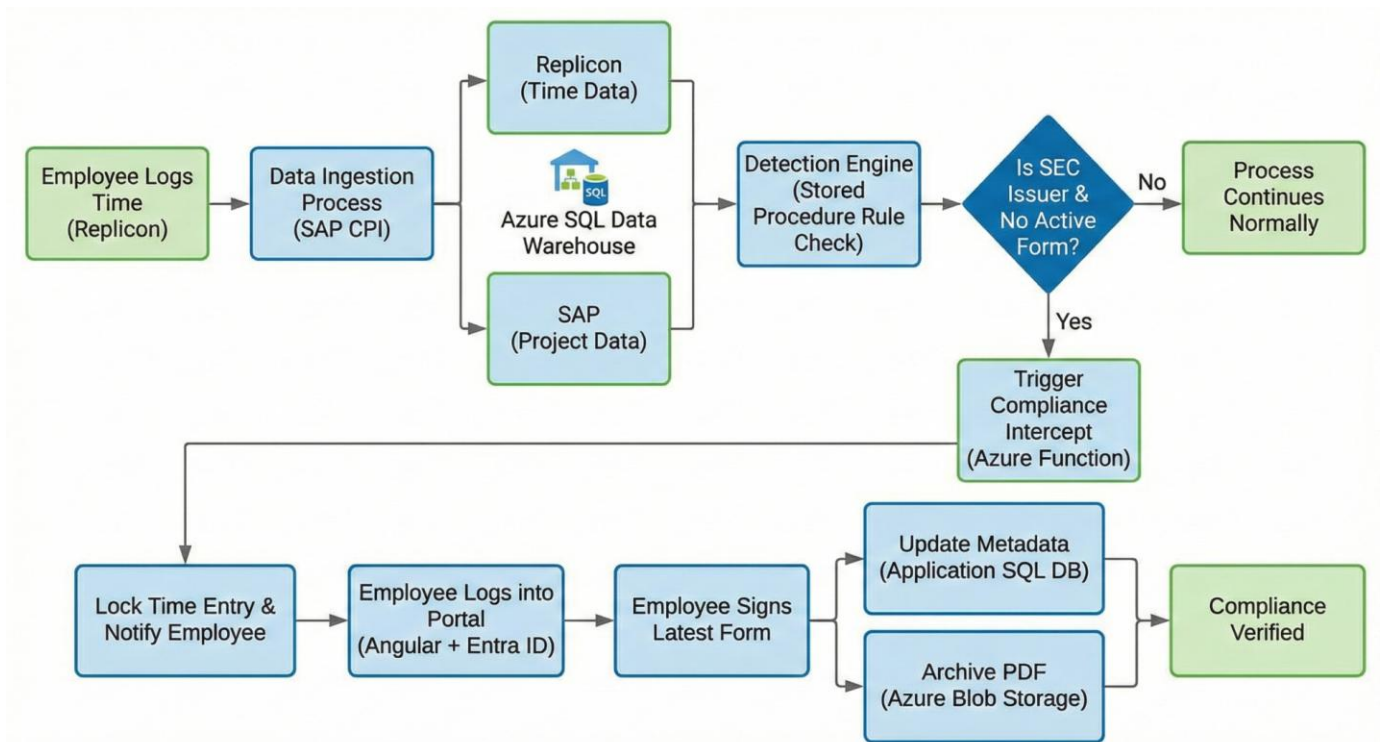 Employee Logs
Time
(Replicon)
Data Ingestion
Process
(SAP CPI)
Replicon
(Time Data)
SQL
Azure SQL Data
Warehouse
SAP
(Project Data)
Detection Engine
(Stored
Procedure Rule
Check)
Is SEC
Issuer &
No Active
Form?
No
Process
Continues
Normally
Yes
Trigger
Compliance
Intercept
(Azure Function)
Lock Time Entry &
Notify Employee
Employee Logs into
Portal
(Angular + Entra ID)
Employee Signs
Latest Form
Update Metadata
(Application SQL DB)
Archive PDF
(Azure Blob Storage)
Compliance
Verified